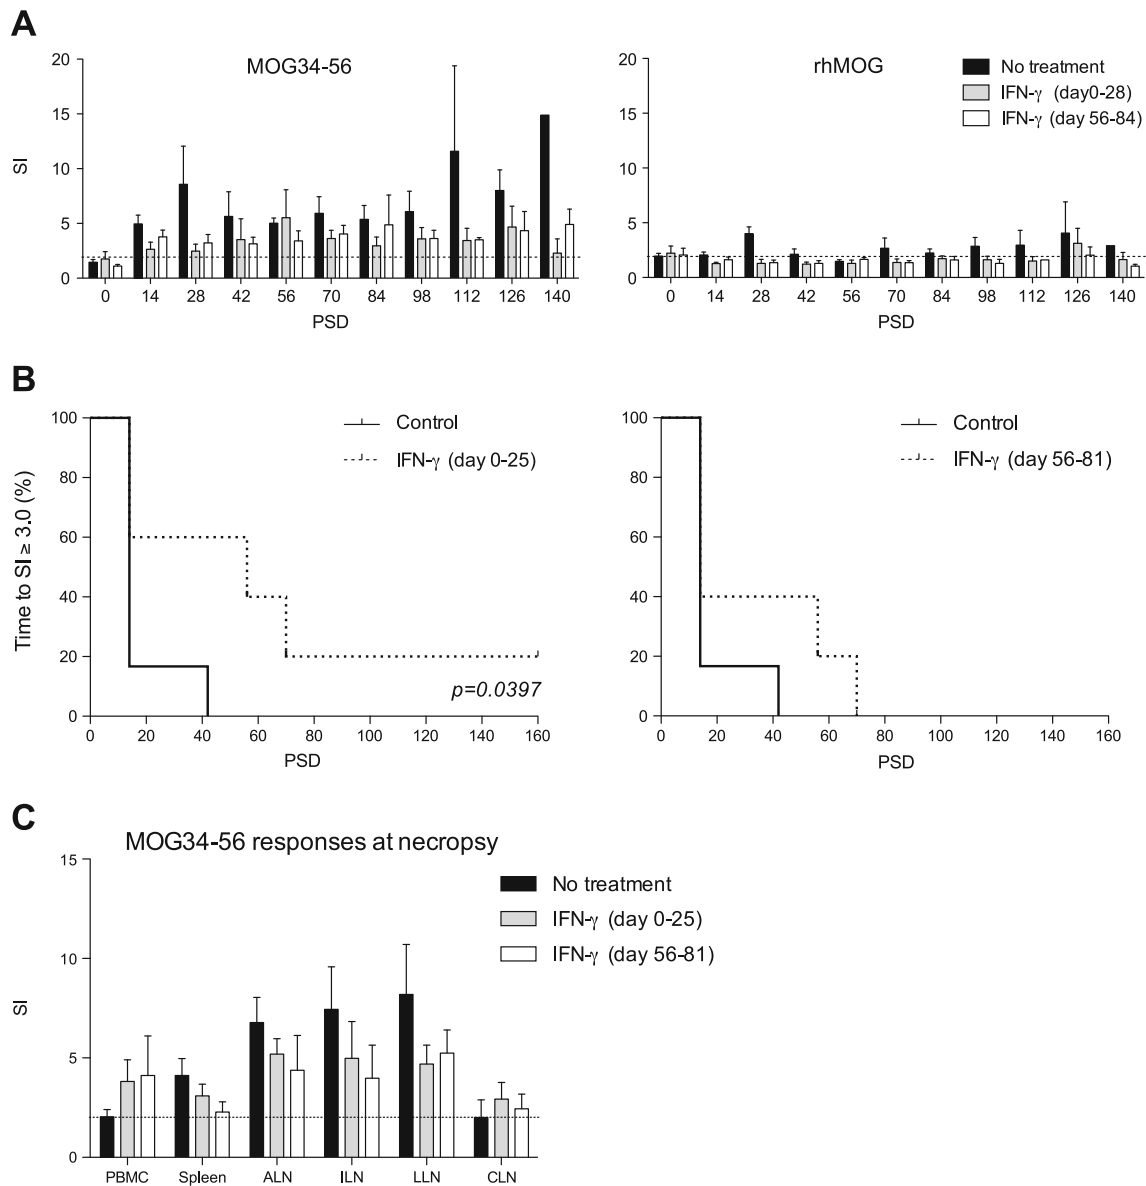 A
MOG34-56
20
15
10
5
0
SI
0 14 28 42 56 70 84 98 112 126 140
PSD
rhMOG
No treatment
IFN-γ (day0-28)
IFN-γ (day 56-84)
20
15
10
5
0
0 14 28 42 56 70 84 98 112 126 140
PSD
B
Time to SI ≥ 3.0 (%)
100
80
60
40
20
0
Control
IFN-γ (day 0-25)
p=0.0397
0 20 40 60 80 100 120 140 160
PSD
100
80
60
40
20
0
Control
IFN-γ (day 56-81)
0 20 40 60 80 100 120 140 160
PSD
C
MOG34-56 responses at necropsy
15
10
5
0
SI
No treatment
IFN-γ (day 0-25)
IFN-γ (day 56-81)
PBMC Spleen ALN ILN LLN CLN